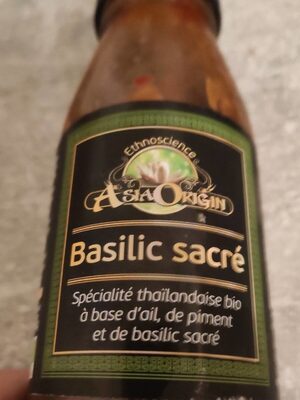 Ethnoscience
AsiaOrigin
Basilic sacré
Spécialité thaïlandaise bio
à base d'ail, de piment
et de basilic sacré